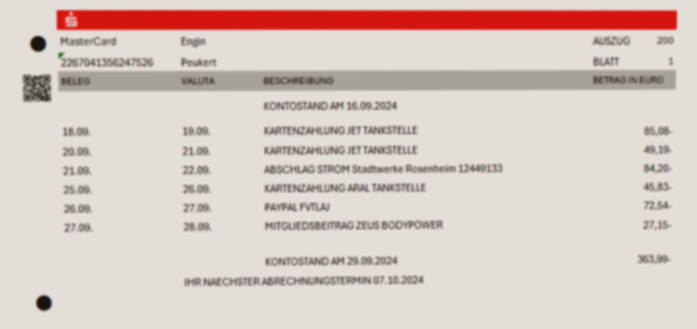 MasterCard Engin AUSZUG 200
2267041356247526 Peukert BLATT 1
BELEG VALUTA BESCHREIBUNG BETRAG IN EURO
KONTOSTAND AM 16.09.2024
18.09. 19.09. KARTENZAHLUNG JET TANKSTELLE 85,08-
20.09. 21.09. KARTENZAHLUNG JET TANKSTELLE 49,19-
21.09. 22.09. ABSCHLAG STROM Stadtwerke Rosenheim 12449133 84,20-
25.09. 26.09. KARTENZAHLUNG ARAL TANKSTELLE 45,83-
26.09. 27.09. PAYPAL FVTLAJ 72,54-
27.09. 28.09. MITGLIEDSBEITRAG ZEUS BODYPOWER 27,15-
KONTOSTAND AM 29.09.2024 363,99-
IHR NAECHSTER ABRECHNUNGSTERMIN 07.10.2024